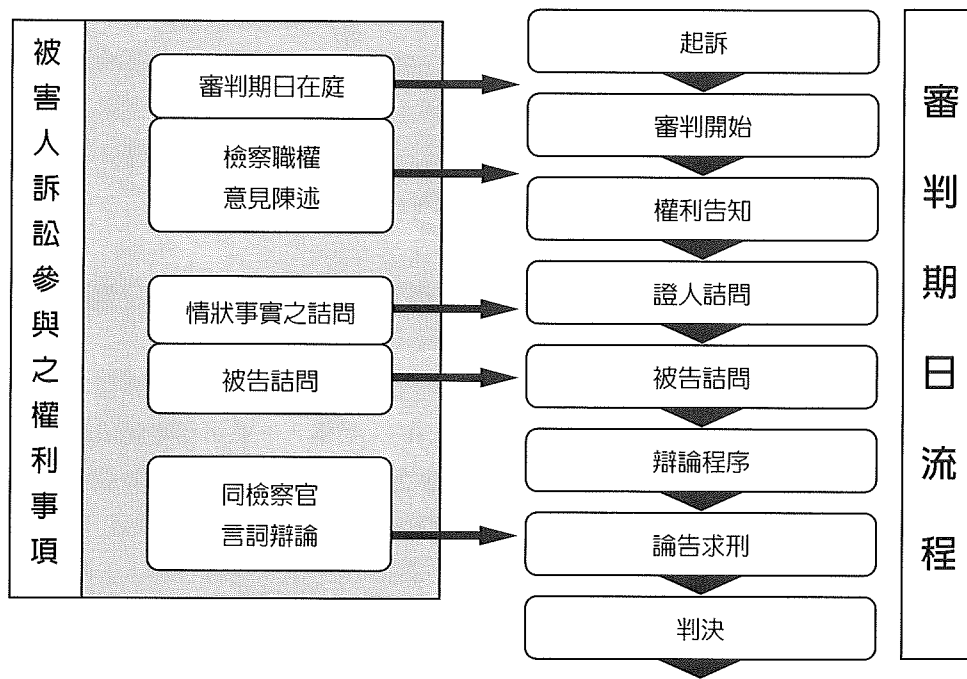 被害人訴訟參與之權利事項
審判期日在庭
檢察職權
意見陳述
情狀事實之詰問
被告詰問
同檢察官
言詞辯論
起訴
審判開始
權利告知
證人詰問
被告詰問
辯論程序
論告求刑
判決
審判期日流程